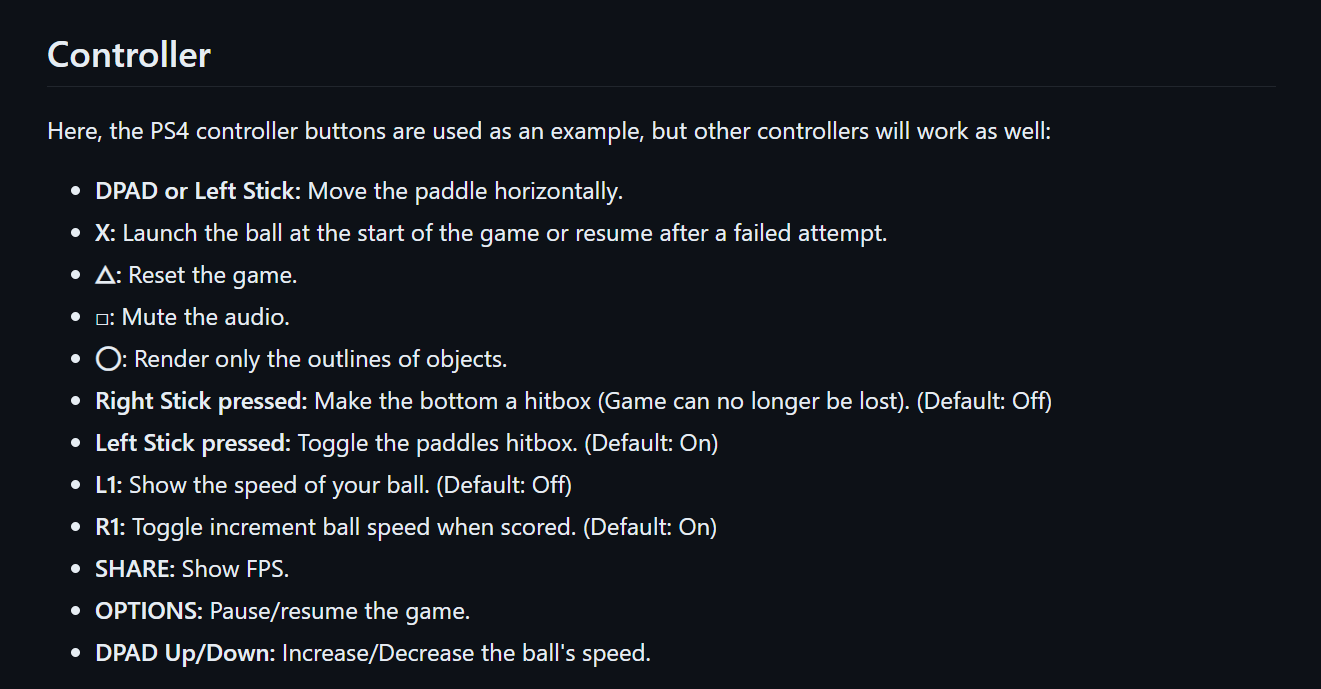 Controller
Here, the PS4 controller buttons are used as an example, but other controllers will work as well:
• DPAD or Left Stick: Move the paddle horizontally.
• X: Launch the ball at the start of the game or resume after a failed attempt.
• △: Reset the game.
• □: Mute the audio.
• ◯: Render only the outlines of objects.
• Right Stick pressed: Make the bottom a hitbox (Game can no longer be lost). (Default: Off)
• Left Stick pressed: Toggle the paddles hitbox. (Default: On)
• L1: Show the speed of your ball. (Default: Off)
• R1: Toggle increment ball speed when scored. (Default: On)
• SHARE: Show FPS.
• OPTIONS: Pause/resume the game.
• DPAD Up/Down: Increase/Decrease the ball's speed.